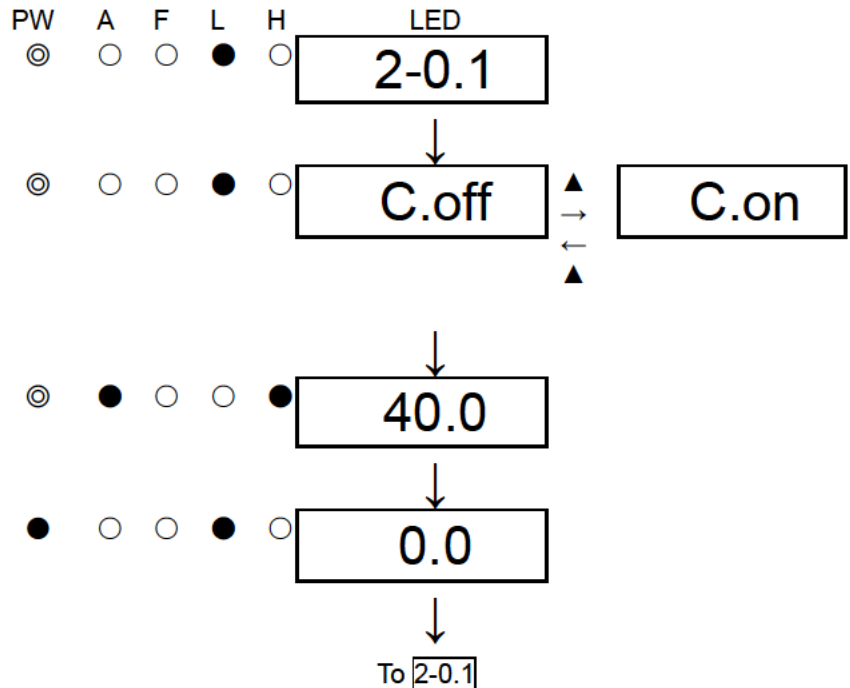 PW A F L H LED
◎ ○ ○ ● ○ 2-0.1
↓
◎ ○ ○ ● ○ C.off ▲ C.on
→
←
▲
↓
◎ ● ○ ○ ● 40.0
↓
● ○ ○ ● ○ 0.0
↓
To 2-0.1